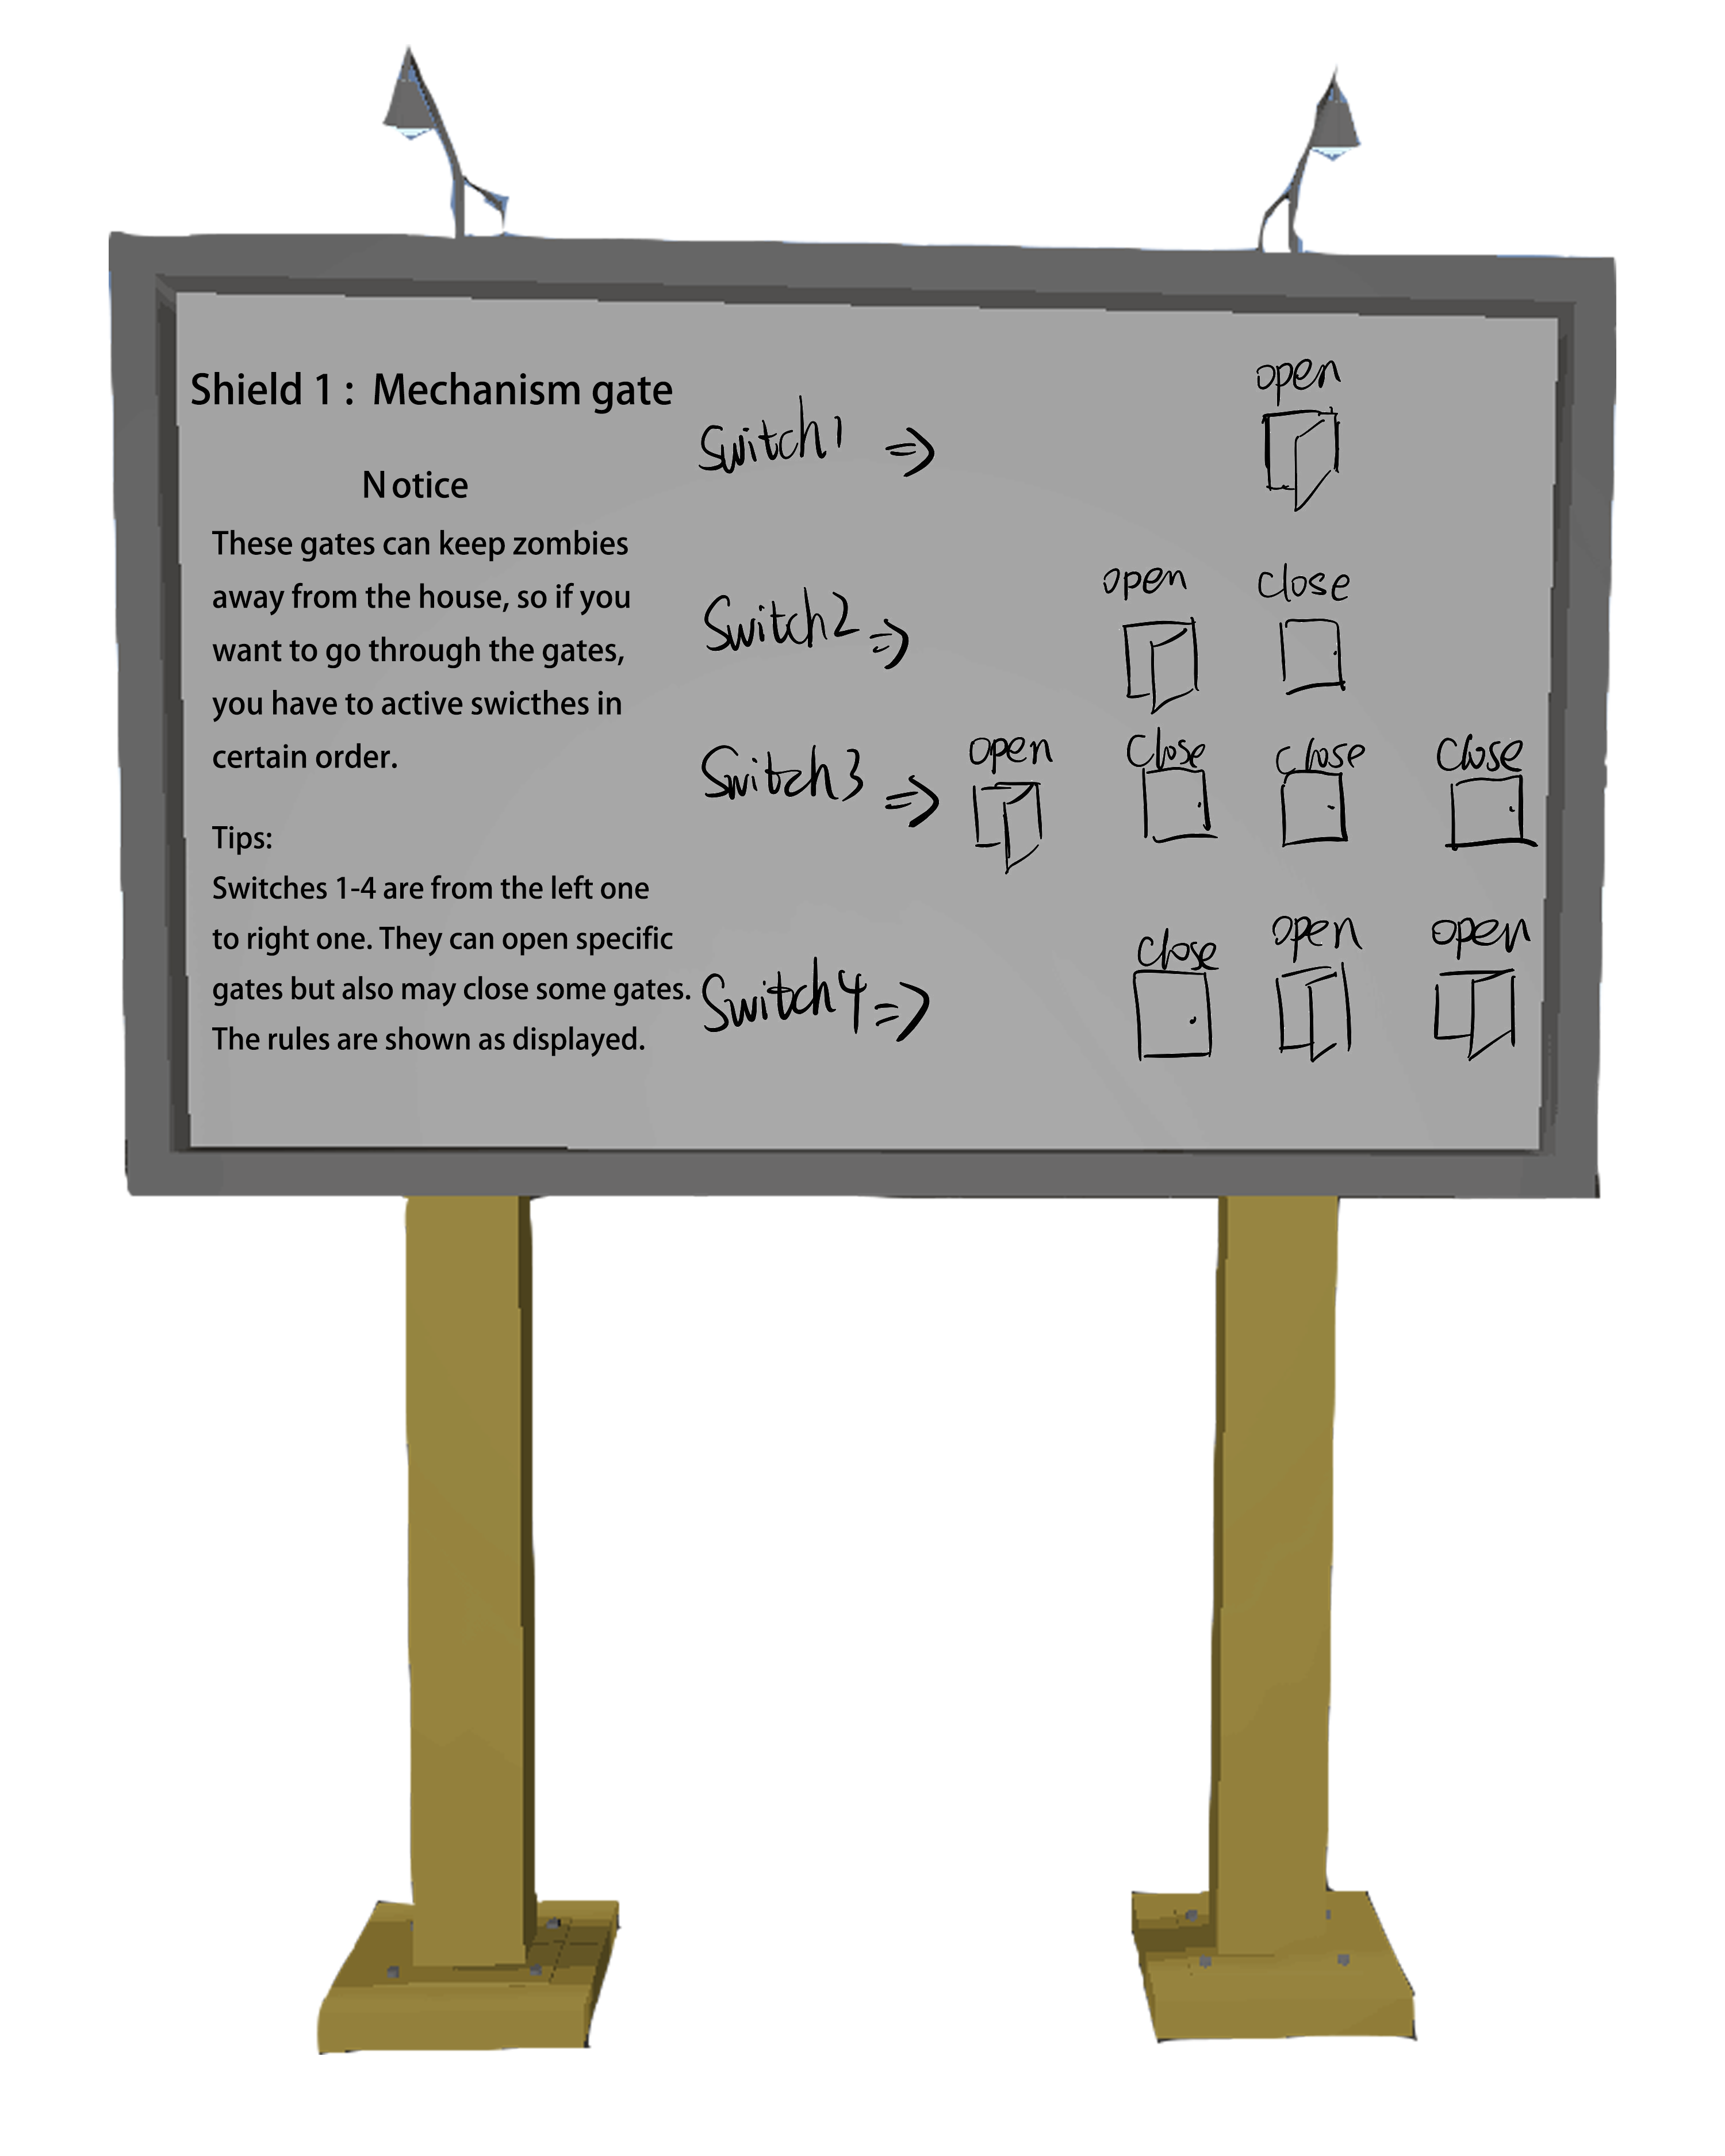 Shield 1 : Mechanism gate
Notice
These gates can keep zombies
away from the house, so if you
want to go through the gates,
you have to active swicthes in
certain order.
Tips:
Switches 1-4 are from the left one
to right one. They can open specific
gates but also may close some gates.
The rules are shown as displayed.
Switch1 => open
Switch2 => open close
Switch3 => open close close close
Switch4 => close open open